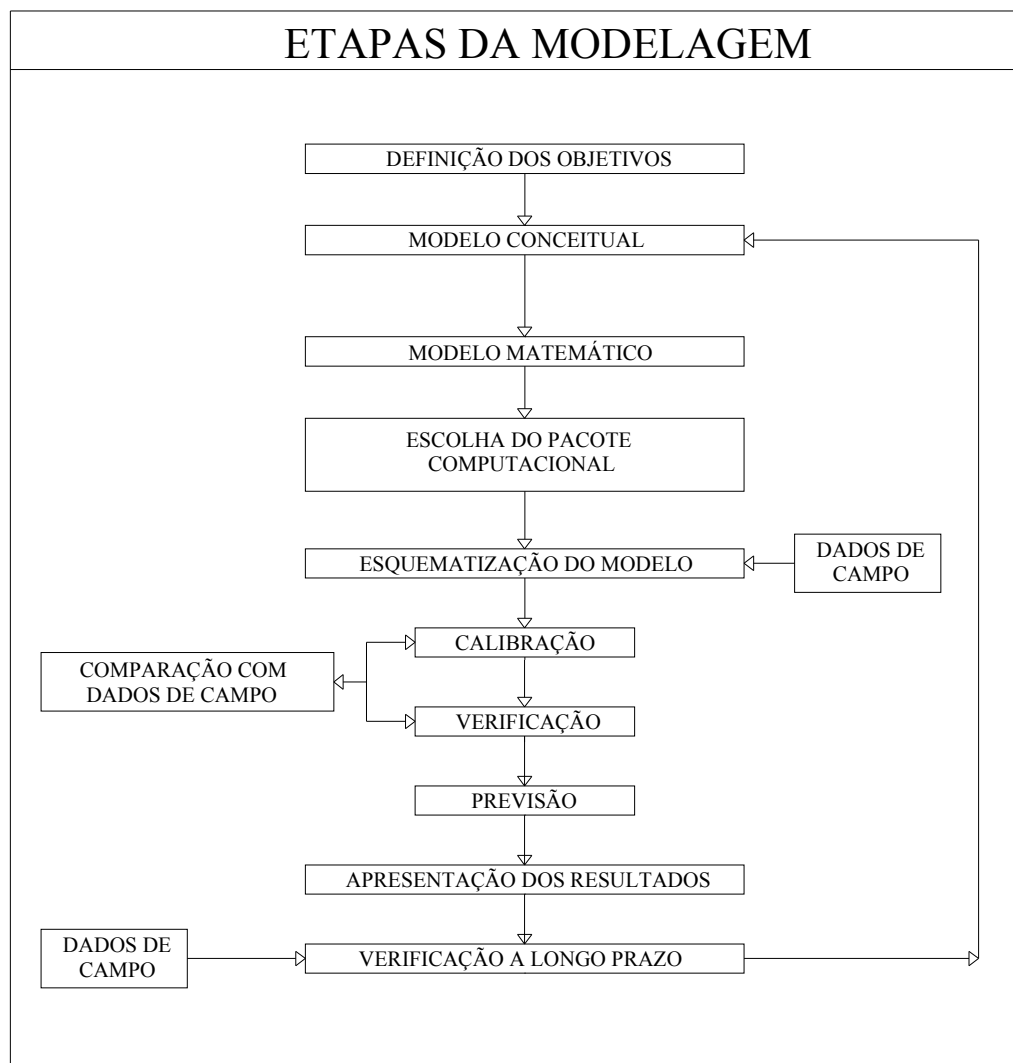 ETAPAS DA MODELAGEM
DEFINIÇÃO DOS OBJETIVOS
MODELO CONCEITUAL
MODELO MATEMÁTICO
ESCOLHA DO PACOTE
COMPUTACIONAL
ESQUEMATIZAÇÃO DO MODELO
DADOS DE
CAMPO
CALIBRAÇÃO
COMPARAÇÃO COM
DADOS DE CAMPO
VERIFICAÇÃO
PREVISÃO
APRESENTAÇÃO DOS RESULTADOS
DADOS DE
CAMPO
VERIFICAÇÃO A LONGO PRAZO